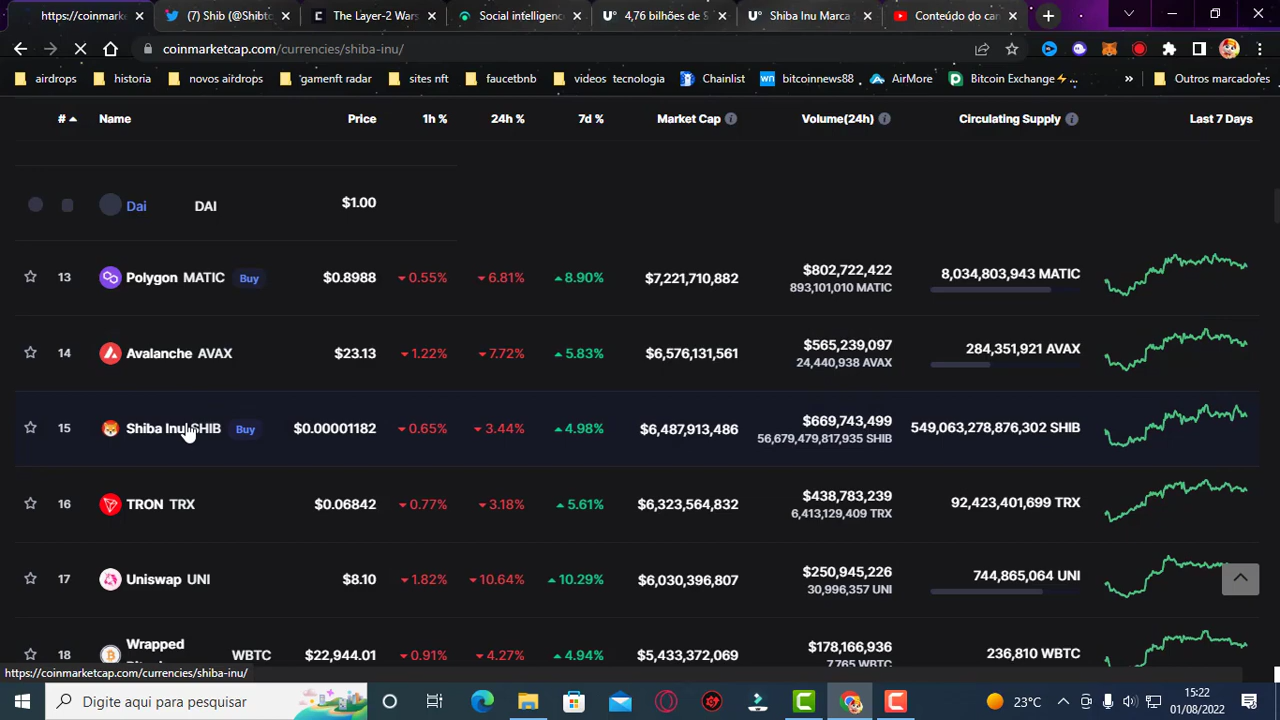 https://coinmarket
(7) Shib (@Shibt
The Layer-2 Wars
Social intelligence
4,76 bilhões de S
Shiba Inu Marca
Conteúdo do can
coinmarketcap.com/currencies/shiba-inu/
airdrops
historia
novos airdrops
'gamenft radar
sites nft
faucetbnb
videos tecnologia
Chainlist
bitcoinnews88
AirMore
Bitcoin Exchange⚡...
»
Outros marcadores
# Name Price 1h % 24h % 7d % Market Cap Volume(24h) Circulating Supply Last 7 Days
Dai DAI $1.00
13 Polygon MATIC Buy $0.8988 0.55% 6.81% 8.90% $7,221,710,882 $802,722,422 8,034,803,943 MATIC
893,101,010 MATIC
14 Avalanche AVAX $23.13 1.22% 7.72% 5.83% $6,576,131,561 $565,239,097 284,351,921 AVAX
24,440,938 AVAX
15 Shiba Inu SHIB Buy $0.00001182 0.65% 3.44% 4.98% $6,487,913,486 $669,743,499 549,063,278,876,302 SHIB
56,679,479,817,935 SHIB
16 TRON TRX $0.06842 0.77% 3.18% 5.61% $6,323,564,832 $438,783,239 92,423,401,699 TRX
6,413,129,409 TRX
17 Uniswap UNI $8.10 1.82% 10.64% 10.29% $6,030,396,807 $250,945,226 744,865,064 UNI
30,996,357 UNI
18 Wrapped WBTC $22,944.01 0.91% 4.27% 4.94% $5,433,372,069 $178,166,936 236,810 WBTC
7,765 WBTC
https://coinmarketcap.com/currencies/shiba-inu/
Digite aqui para pesquisar
23°C
15:22
01/08/2022